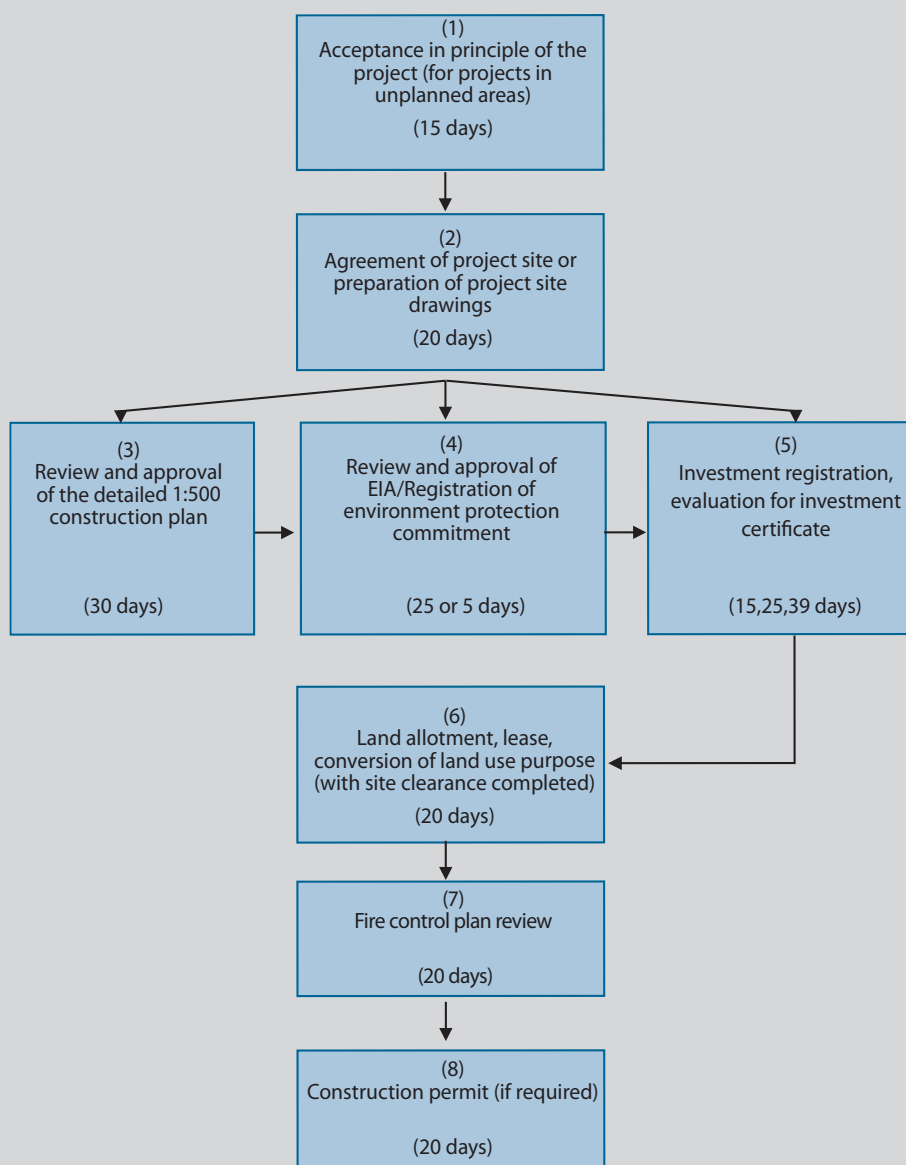 (1)
Acceptance in principle of the
project (for projects in
unplanned areas)
(15 days)
(2)
Agreement of project site or
preparation of project site
drawings
(20 days)
(3)
Review and approval
of the detailed 1:500
construction plan
(30 days)
(4)
Review and approval of
EIA/Registration of
environment protection
commitment
(25 or 5 days)
(5)
Investment registration,
evaluation for investment
certificate
(15,25,39 days)
(6)
Land allotment, lease,
conversion of land use purpose
(with site clearance completed)
(20 days)
(7)
Fire control plan review
(20 days)
(8)
Construction permit (if required)
(20 days)